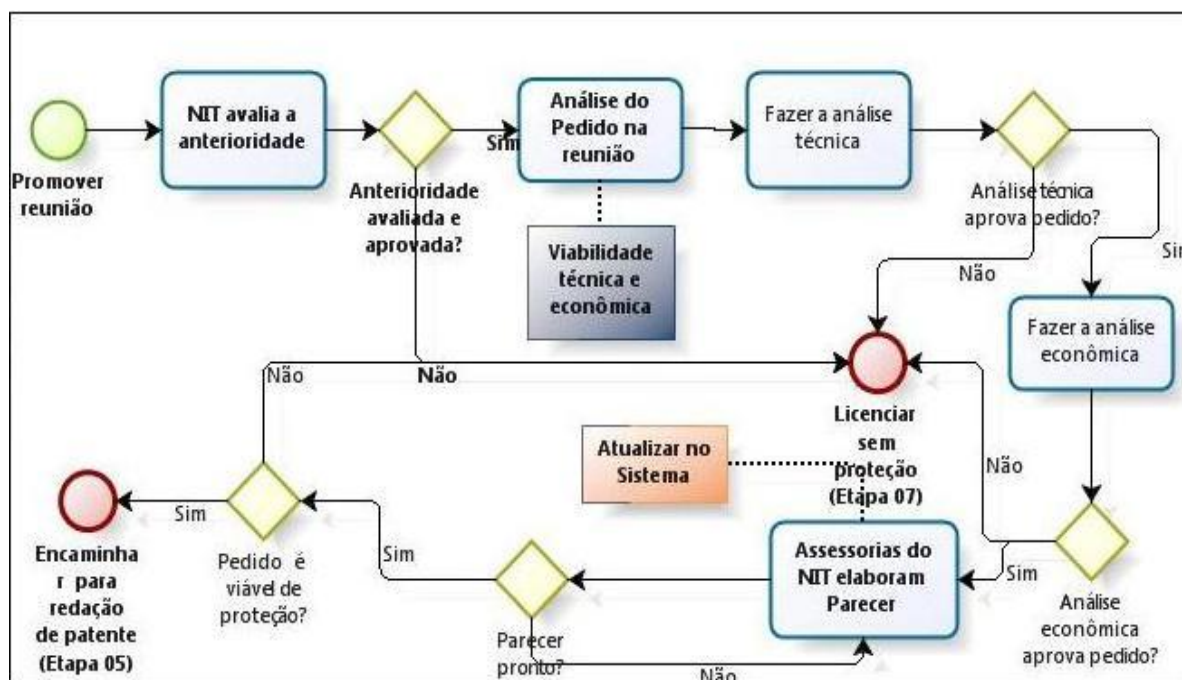 Promover
reunião
NIT avalia a
anterioridade
Anterioridade
avaliada e
aprovada?
Sim
Não
Análise do
Pedido na
reunião
Viabilidade
técnica e
econômica
Fazer a análise
técnica
Análise técnica
aprova pedido?
Não
Sim
Fazer a análise
econômica
Análise
econômica
aprova pedido?
Não
Sim
Licenciar
sem
proteção
(Etapa 07)
Atualizar no
Sistema
Assessorias do
NIT elaboram
Parecer
Parecer
pronto?
Não
Sim
Pedido é
viável de
proteção?
Não
Sim
Encaminha
r para
redação
de patente
(Etapa 05)